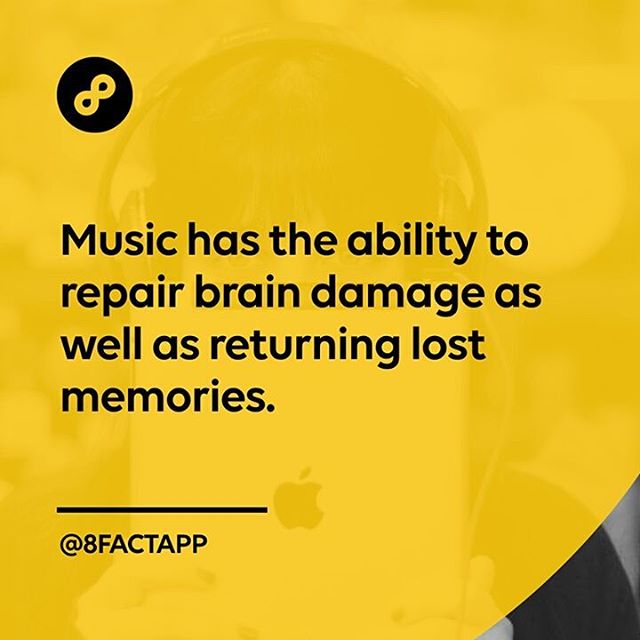 Music has the ability to
repair brain damage as
well as returning lost
memories.
@8FACTAPP